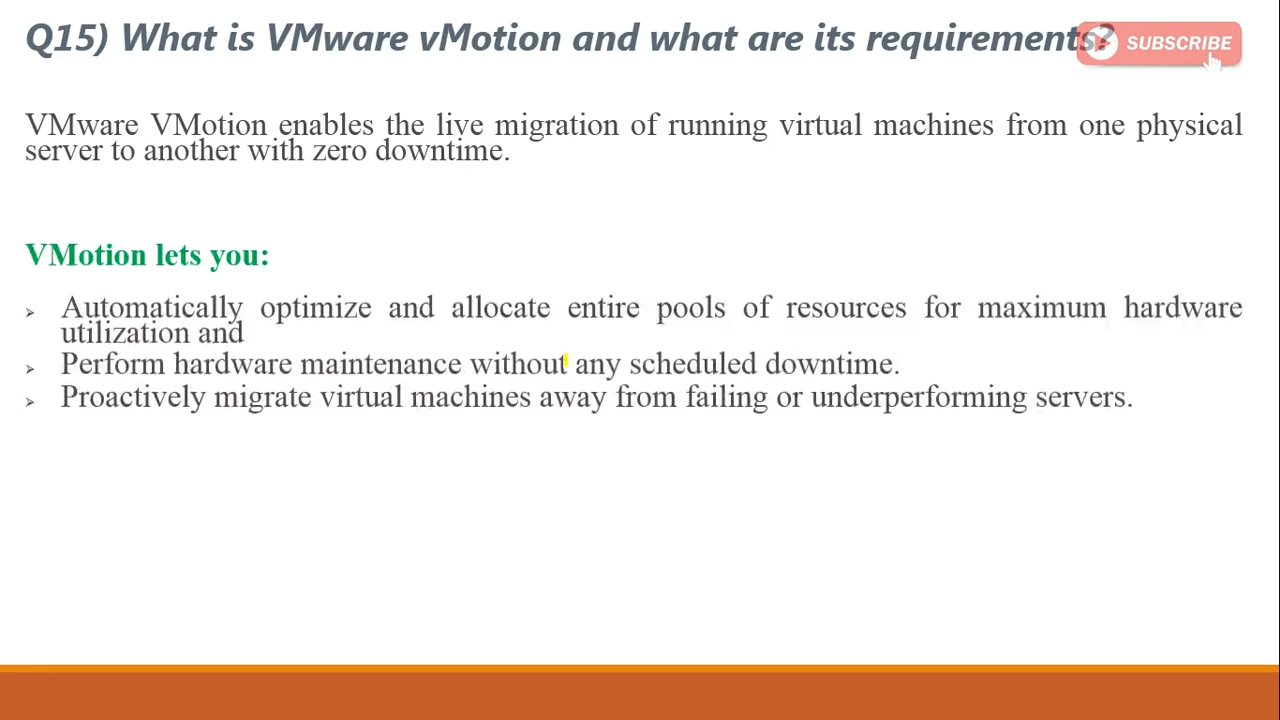 Q15) What is VMware vMotion and what are its requirements?
SUBSCRIBE
VMware VMotion enables the live migration of running virtual machines from one physical
server to another with zero downtime.
VMotion lets you:
➢ Automatically optimize and allocate entire pools of resources for maximum hardware
utilization and
➢ Perform hardware maintenance without any scheduled downtime.
➢ Proactively migrate virtual machines away from failing or underperforming servers.